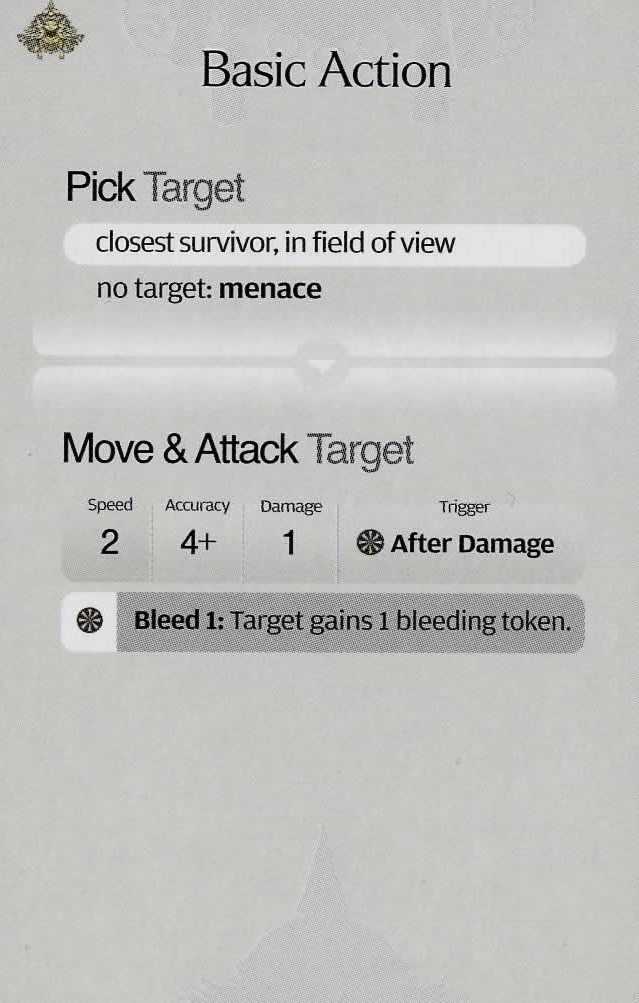 Basic Action
Pick Target
closest survivor, in field of view
no target: menace
Move & Attack Target
Speed Accuracy Damage Trigger
2 4+ 1 After Damage
Bleed 1: Target gains 1 bleeding token.